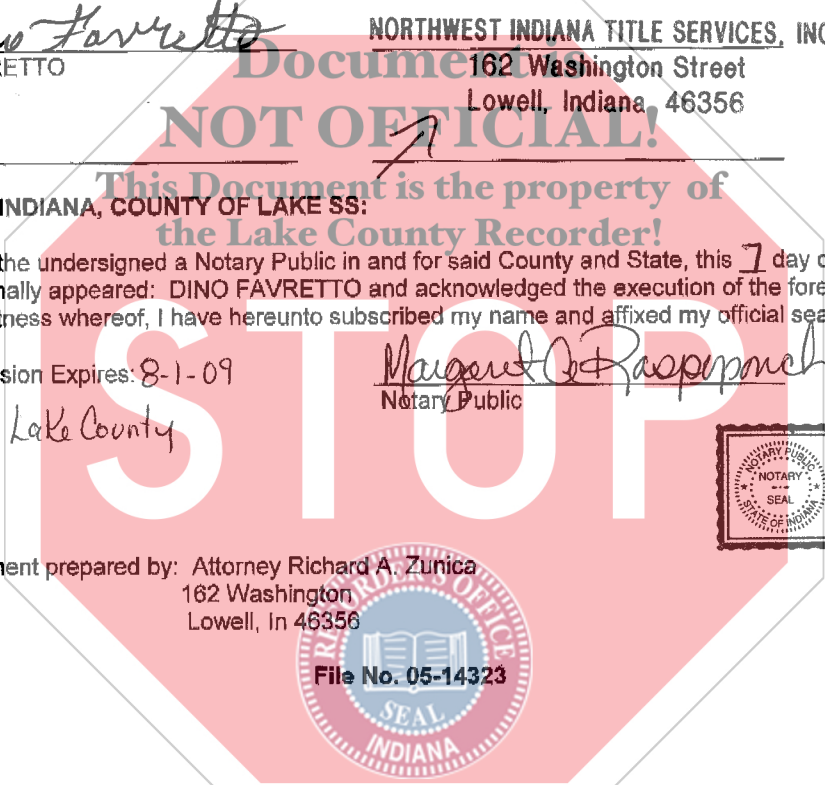 Favretto
NORTHWEST INDIANA TITLE SERVICES, INC
ETTO
162 Washington Street
Lowell, Indiana 46356
Document is
NOT OFFICIAL!
This Document is the property of
the Lake County Recorder!
INDIANA, COUNTY OF LAKE SS:
the undersigned a Notary Public in and for said County and State, this 7 day o
nally appeared: DINO FAVRETTO and acknowledged the execution of the fore
tness whereof, I have hereunto subscribed my name and affixed my official sea
sion Expires: 8-1-09
Margaret
Notary Public
Lake County
STOP
NOTARY PUBLIC
NOTARY
SEAL
STATE OF INDIANA
ent prepared by: Attorney Richard A. Zunica
162 Washington
Lowell, In 46356
File No. 05-14323
RECORDER'S OFFICE
SEAL
INDIANA